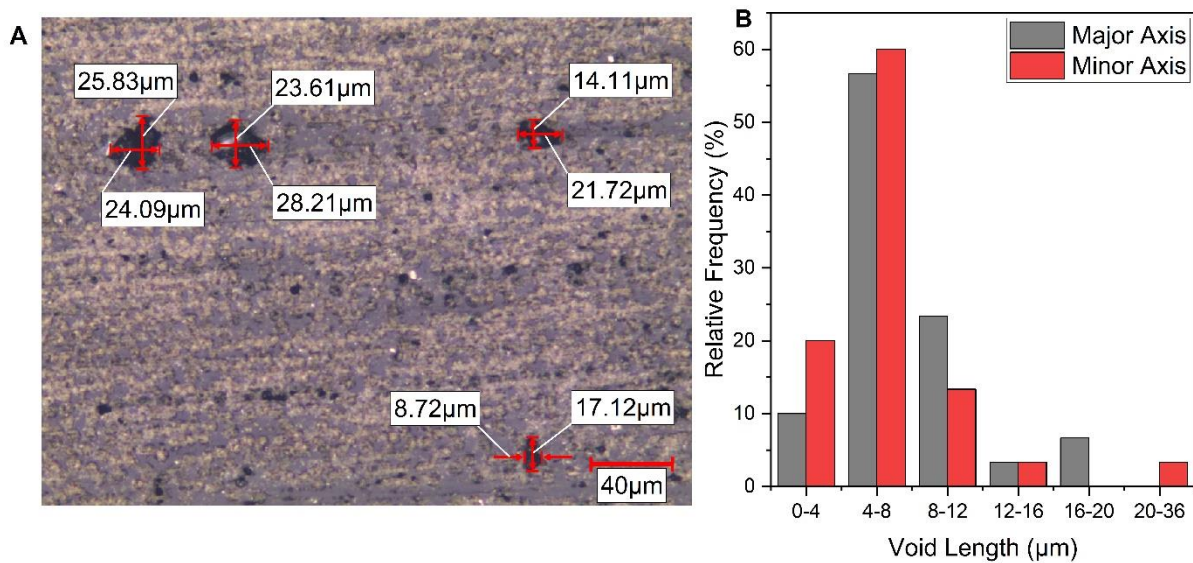 A
25.83µm
23.61µm
14.11µm
24.09µm
28.21µm
21.72µm
8.72µm
17.12µm
40µm
B
Major Axis
Minor Axis
Relative Frequency (%)
60
50
40
30
20
10
0
0-4
4-8
8-12
12-16
16-20
20-36
Void Length (µm)